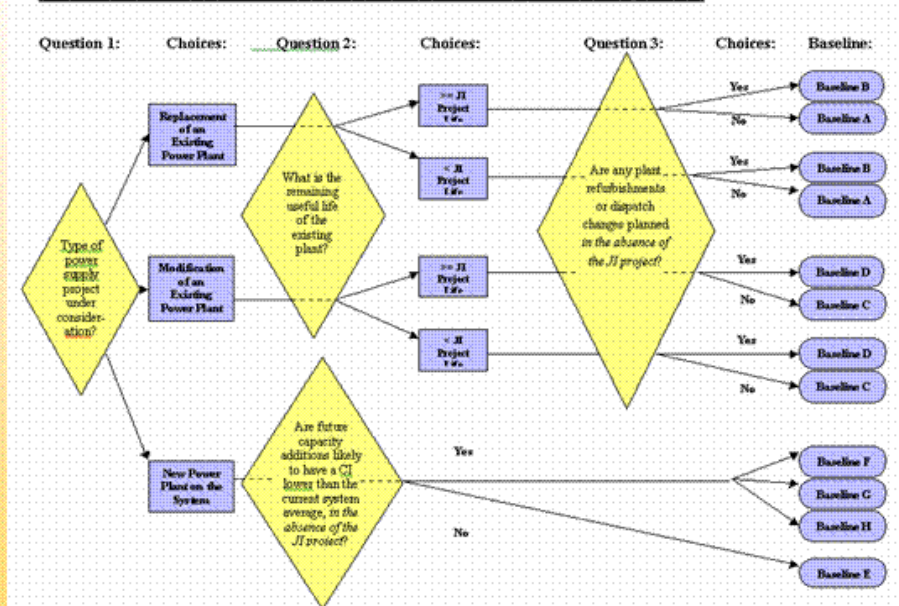 Question 1:
Choices:
Question 2:
Choices:
Question 3:
Choices:
Baseline:
Type of
power
supply
project
under
consider-
ation?
Replacement
of an
Existing
Power Plant
Modification
of an
Existing
Power Plant
New Power
Plant on the
System
What is the
remaining
useful life
of the
existing
plant?
Are future
capacity
additions likely
to have a CI
lower than the
current system
average, in the
absence of the
JI project?
>= JI
Project
Life
< JI
Project
Life
>= JI
Project
Life
< JI
Project
Life
Are any plant
refurbishments
or dispatch
changes planned
in the absence of
the JI project?
Yes
No
Yes
No
Yes
No
Yes
No
Yes
No
Baseline B
Baseline A
Baseline B
Baseline A
Baseline D
Baseline C
Baseline D
Baseline C
Baseline F
Baseline G
Baseline H
Baseline E